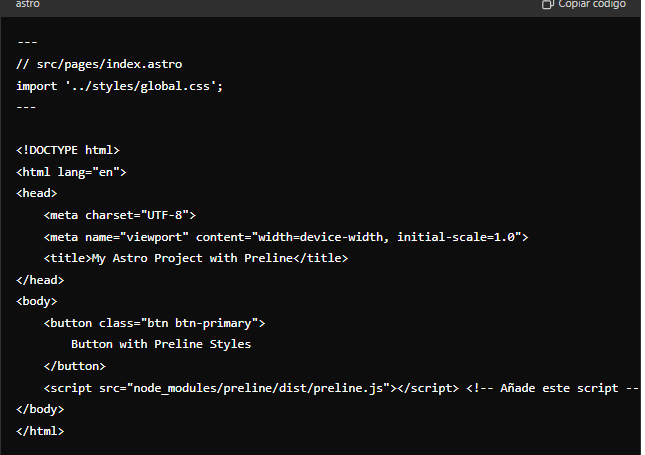 astro
Copiar código
---
// src/pages/index.astro
import '../styles/global.css';
---
<!DOCTYPE html>
<html lang="en">
<head>
    <meta charset="UTF-8">
    <meta name="viewport" content="width=device-width, initial-scale=1.0">
    <title>My Astro Project with Preline</title>
</head>
<body>
    <button class="btn btn-primary">
        Button with Preline Styles
    </button>
    <script src="node_modules/preline/dist/preline.js"></script> <!-- Añade este script --
</body>
</html>